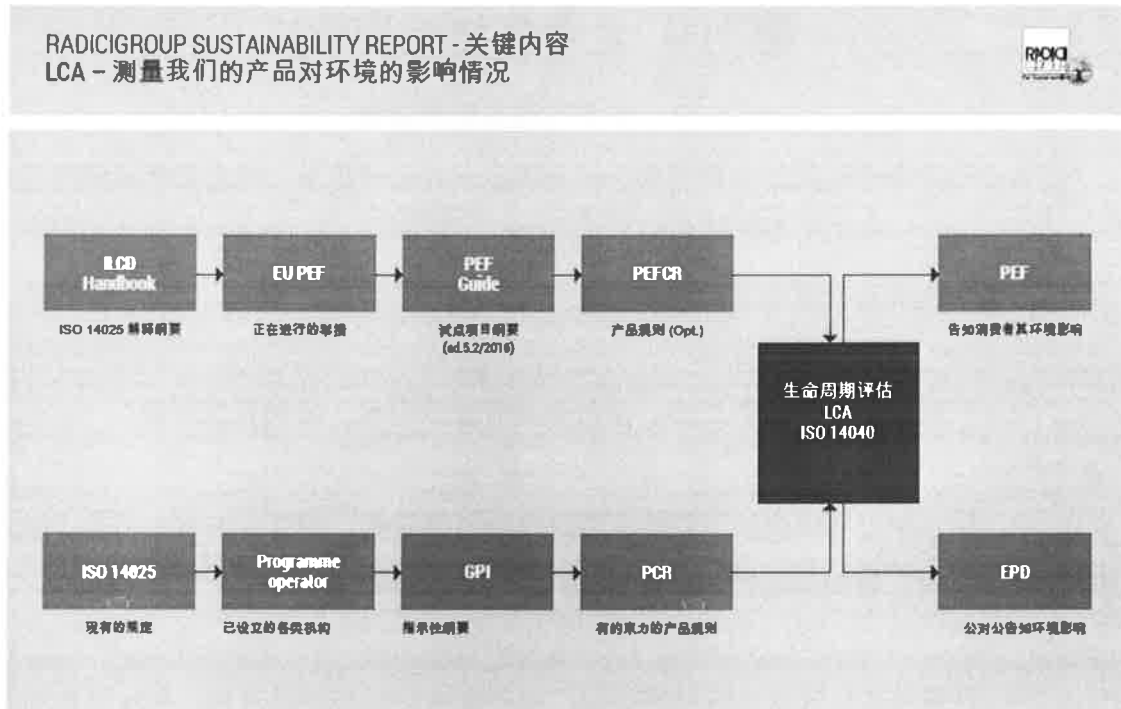 RADICIGROUP SUSTAINABILITY REPORT - 关键内容
LCA – 测量我们的产品对环境的影响情况
RADICI
ILCD
Handbook
EU PEF
PEF
Guide
PEFCR
PEF
ISO 14025 解释纲要
正在进行的
试点项目纲要
(ed.5.2/2016)
产品规则 (Opt.)
告知消费者其环境影响
生命周期评估
LCA
ISO 14040
ISO 14025
Programme
operator
GPI
PCR
EPD
现有的规定
已设立的各类机构
指示性纲要
有约束力的产品规则
公对公告知环境影响